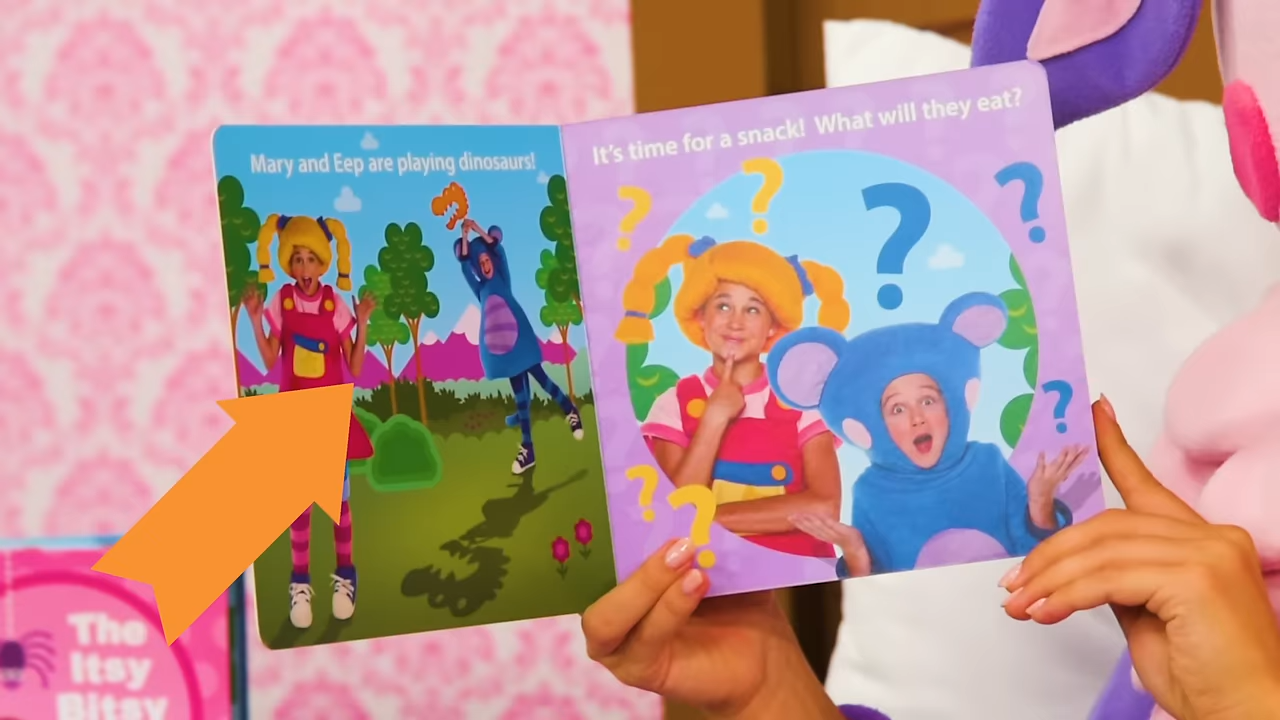 Mary and Eep are playing dinosaurs!
It's time for a snack! What will they eat?
The
Itsy
Bitsy